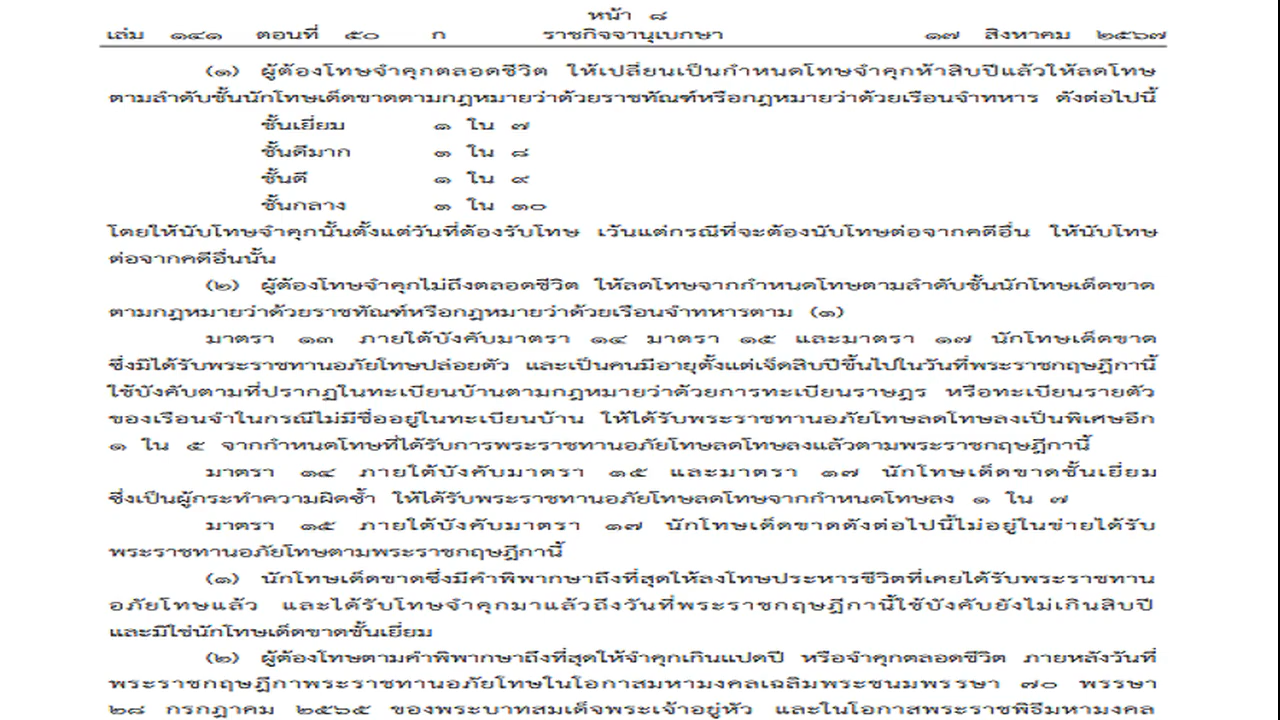 หน้า ๘
เล่ม ๑๔๑ ตอนที่ ๕๐ ก ราชกิจจานุเบกษา ๑๗ สิงหาคม ๒๕๖๗
(๑) ผู้ต้องโทษจำคุกตลอดชีวิต ให้เปลี่ยนเป็นกำหนดโทษจำคุกห้าสิบปีแล้วให้ลดโทษ
ตามลำดับชั้นนักโทษเด็ดขาดตามกฎหมายว่าด้วยราชทัณฑ์หรือกฎหมายว่าด้วยเรือนจำทหาร ดังต่อไปนี้
ชั้นเยี่ยม ๑ ใน ๗
ชั้นดีมาก ๑ ใน ๘
ชั้นดี ๑ ใน ๙
ชั้นกลาง ๑ ใน ๑๐
โดยให้นับโทษจำคุกนั้นตั้งแต่วันที่ต้องรับโทษ เว้นแต่กรณีที่จะต้องนับโทษต่อจากคดีอื่น ให้นับโทษ
ต่อจากคดีอื่นนั้น
(๒) ผู้ต้องโทษจำคุกไม่ถึงตลอดชีวิต ให้ลดโทษจากกำหนดโทษตามลำดับชั้นนักโทษเด็ดขาด
ตามกฎหมายว่าด้วยราชทัณฑ์หรือกฎหมายว่าด้วยเรือนจำทหารตาม (๑)
มาตรา ๑๓ ภายใต้บังคับมาตรา ๑๔ มาตรา ๑๕ และมาตรา ๑๗ นักโทษเด็ดขาด
ซึ่งมิได้รับพระราชทานอภัยโทษปล่อยตัว และเป็นคนมีอายุตั้งแต่เจ็ดสิบปีขึ้นไปในวันที่พระราชกฤษฎีกานี้
ใช้บังคับตามที่ปรากฏในทะเบียนบ้านตามกฎหมายว่าด้วยการทะเบียนราษฎร หรือทะเบียนรายตัว
ของเรือนจำในกรณีไม่มีชื่ออยู่ในทะเบียนบ้าน ให้ได้รับพระราชทานอภัยโทษลดโทษลงเป็นพิเศษอีก
๑ ใน ๕ จากกำหนดโทษที่ได้รับการพระราชทานอภัยโทษลดโทษลงแล้วตามพระราชกฤษฎีกานี้
มาตรา ๑๔ ภายใต้บังคับมาตรา ๑๕ และมาตรา ๑๗ นักโทษเด็ดขาดชั้นเยี่ยม
ซึ่งเป็นผู้กระทำความผิดซ้ำ ให้ได้รับพระราชทานอภัยโทษลดโทษจากกำหนดโทษลง ๑ ใน ๗
มาตรา ๑๕ ภายใต้บังคับมาตรา ๑๗ นักโทษเด็ดขาดดังต่อไปนี้ไม่อยู่ในข่ายได้รับ
พระราชทานอภัยโทษตามพระราชกฤษฎีกานี้
(๑) นักโทษเด็ดขาดซึ่งมีคำพิพากษาถึงที่สุดให้ลงโทษประหารชีวิตที่เคยได้รับพระราชทาน
อภัยโทษแล้ว และได้รับโทษจำคุกมาแล้วถึงวันที่พระราชกฤษฎีกานี้ใช้บังคับยังไม่เกินสิบปี
และมิใช่นักโทษเด็ดขาดชั้นเยี่ยม
(๒) ผู้ต้องโทษตามคำพิพากษาถึงที่สุดให้จำคุกเกินแปดปี หรือจำคุกตลอดชีวิต ภายหลังวันที่
พระราชกฤษฎีกาพระราชทานอภัยโทษในโอกาสมหามงคลเฉลิมพระชนมพรรษา ๗๐ พรรษา
๒๘ กรกฎาคม ๒๕๖๕ ของพระบาทสมเด็จพระเจ้าอยู่หัว และในโอกาสพระราชพิธีมหามงคล